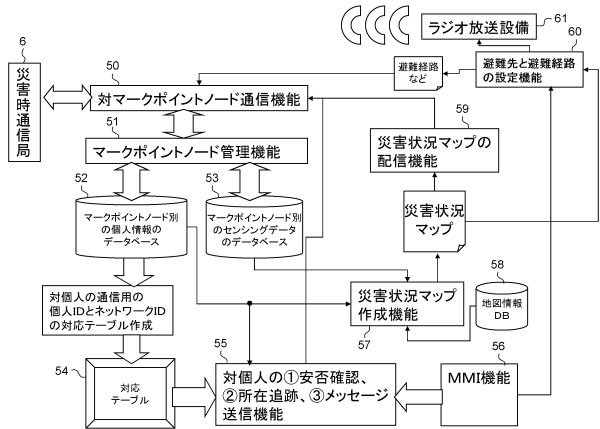 ラジオ放送設備
61
60
避難先と避難経路
の設定機能
避難経路
など
6
災害時通信局
50
対マークポイントノード通信機能
51
マークポイントノード管理機能
59
災害状況マップの
配信機能
52
マークポイントノード別
の個人情報の
データベース
53
マークポイントノード別
のセンシングデータ
のデータベース
災害状況
マップ
対個人の通信用の
個人IDとネットワークID
の対応テーブル作成
災害状況マップ
作成機能
57
58
地図情報
DB
54
対応
テーブル
55
対個人の①安否確認、
②所在追跡、③メッセージ
送信機能
56
MMI機能